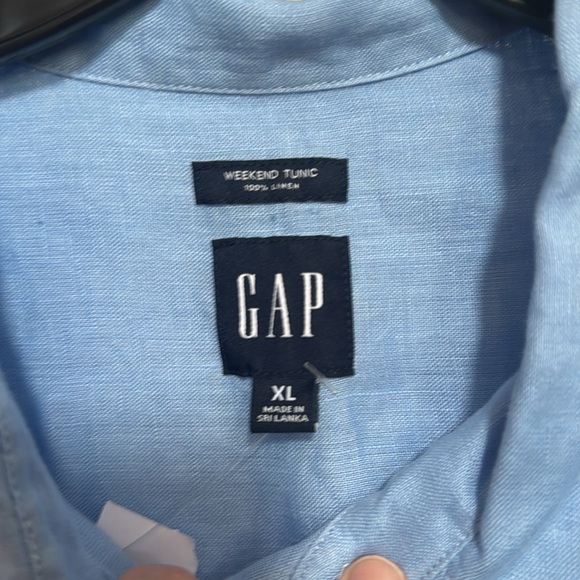 WEEKEND TUNIC
100% LINEN
GAP
XL
MADE IN
SRI LANKA